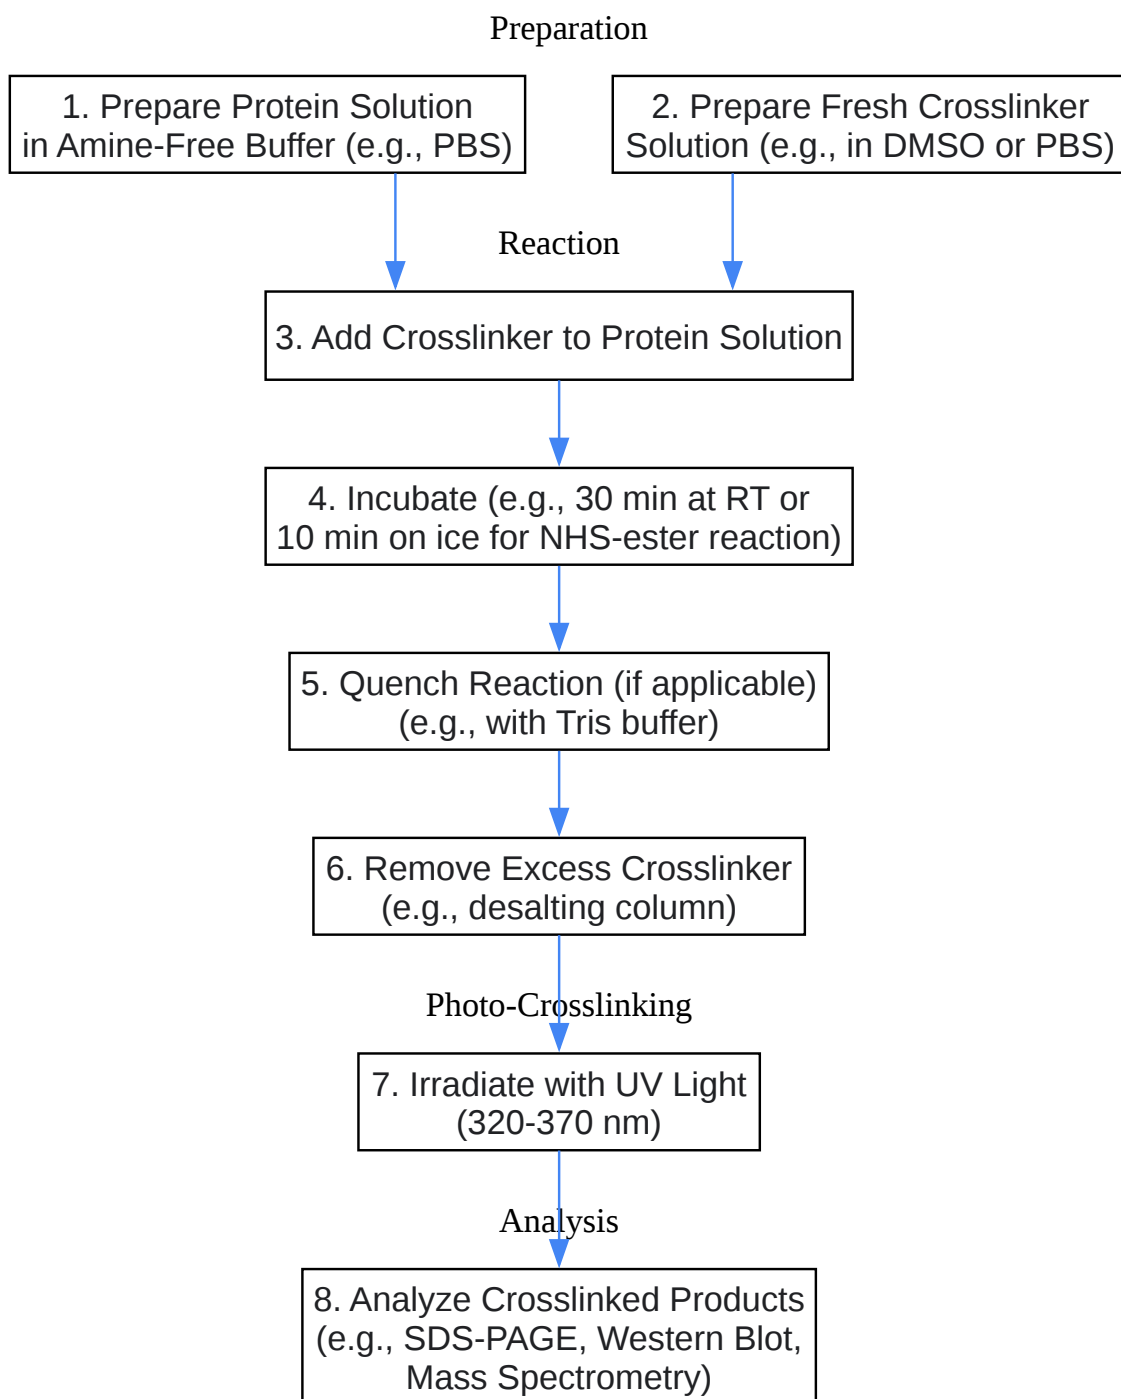 Preparation
1. Prepare Protein Solution
in Amine-Free Buffer (e.g., PBS)
2. Prepare Fresh Crosslinker
Solution (e.g., in DMSO or PBS)
Reaction
3. Add Crosslinker to Protein Solution
4. Incubate (e.g., 30 min at RT or
10 min on ice for NHS-ester reaction)
5. Quench Reaction (if applicable)
(e.g., with Tris buffer)
6. Remove Excess Crosslinker
(e.g., desalting column)
Photo-Crosslinking
7. Irradiate with UV Light
(320-370 nm)
Analysis
8. Analyze Crosslinked Products
(e.g., SDS-PAGE, Western Blot,
Mass Spectrometry)